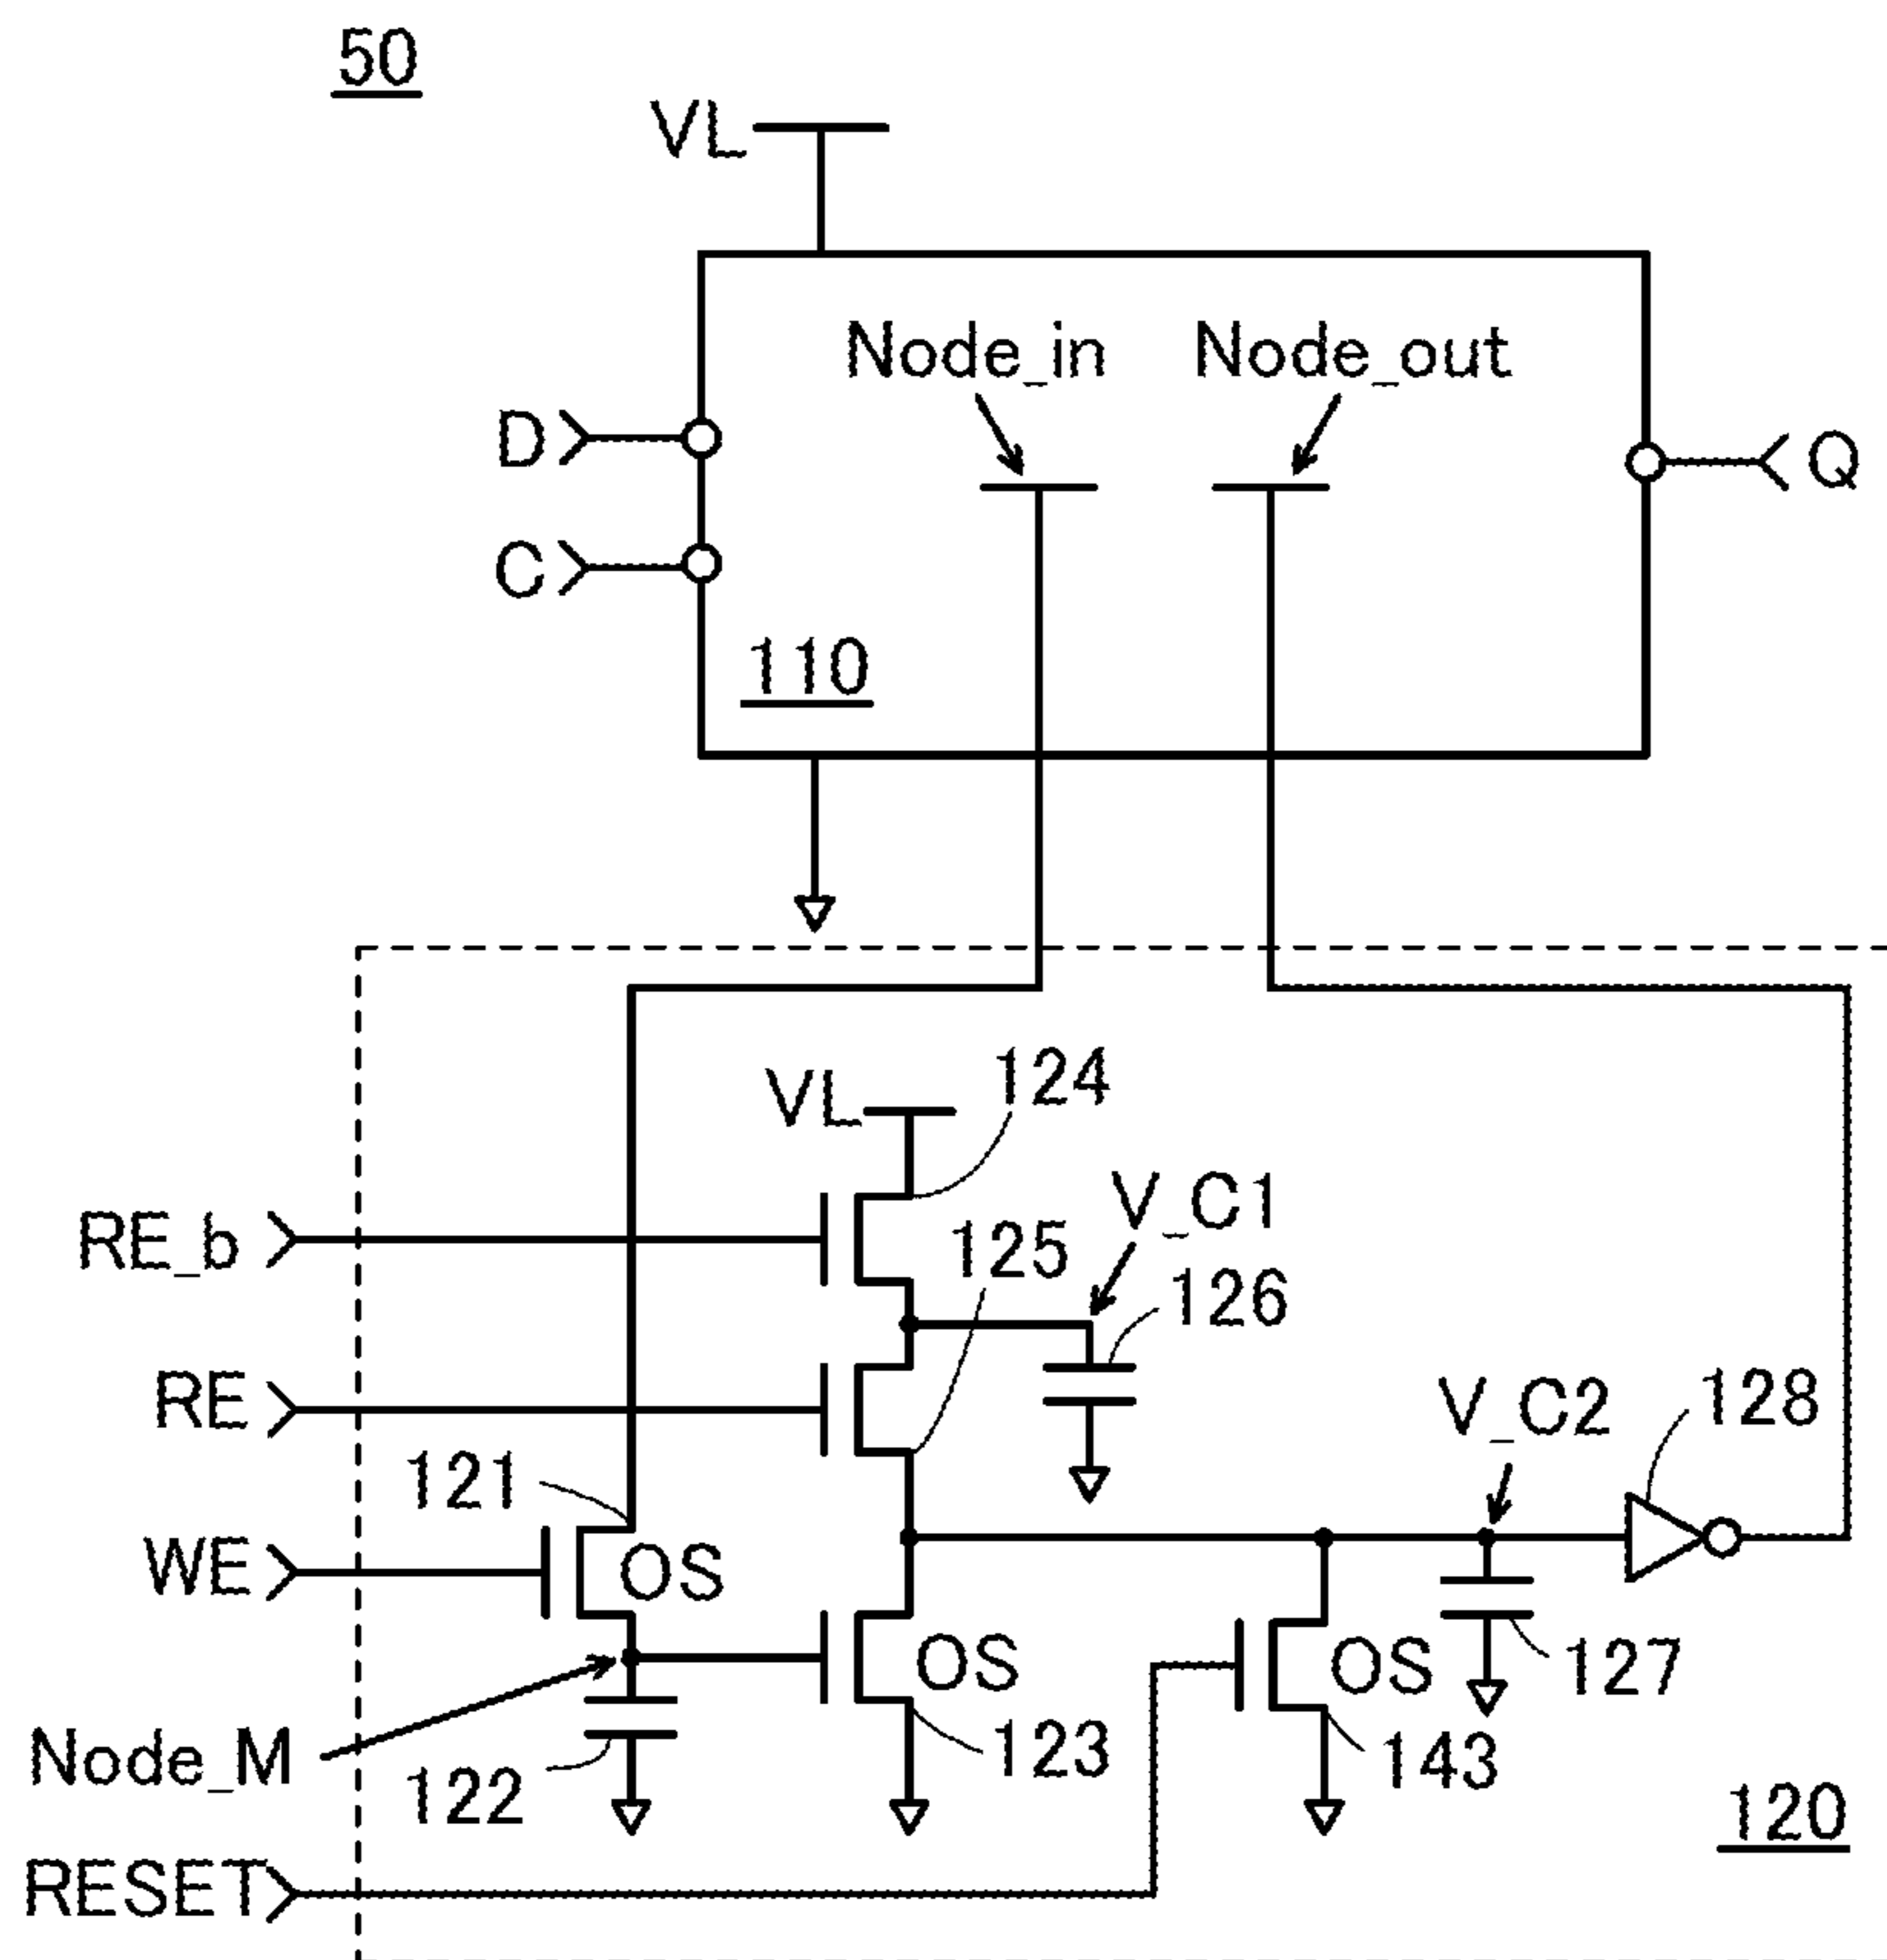 50
VL
Node_in
Node_out
D
Q
C
110
VL
124
V_C1
RE_b
125
126
RE
V_C2
128
121
WE
OS
OS
OS
127
Node_M
122
123
143
120
RESET